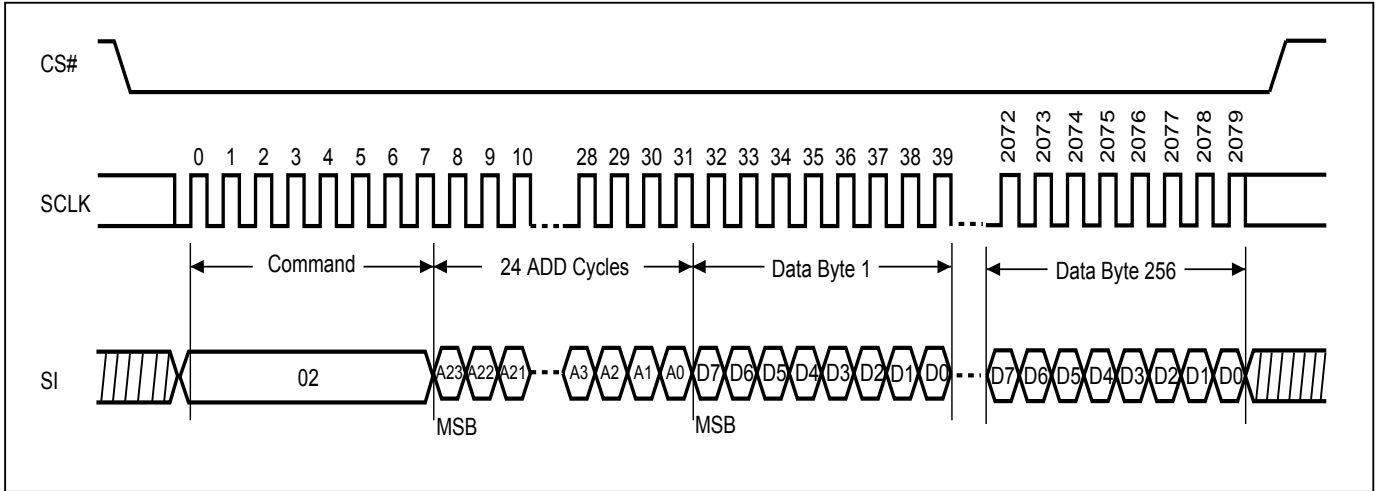 CS#
2072 2073 2074 2075 2076 2077 2078 2079
0 1 2 3 4 5 6 7 8 9 10 28 29 30 31 32 33 34 35 36 37 38 39
SCLK
Command 24 ADD Cycles Data Byte 1 Data Byte 256
SI 02 A23 A22 A21 A3 A2 A1 A0 D7 D6 D5 D4 D3 D2 D1 D0 D7 D6 D5 D4 D3 D2 D1 D0
MSB MSB